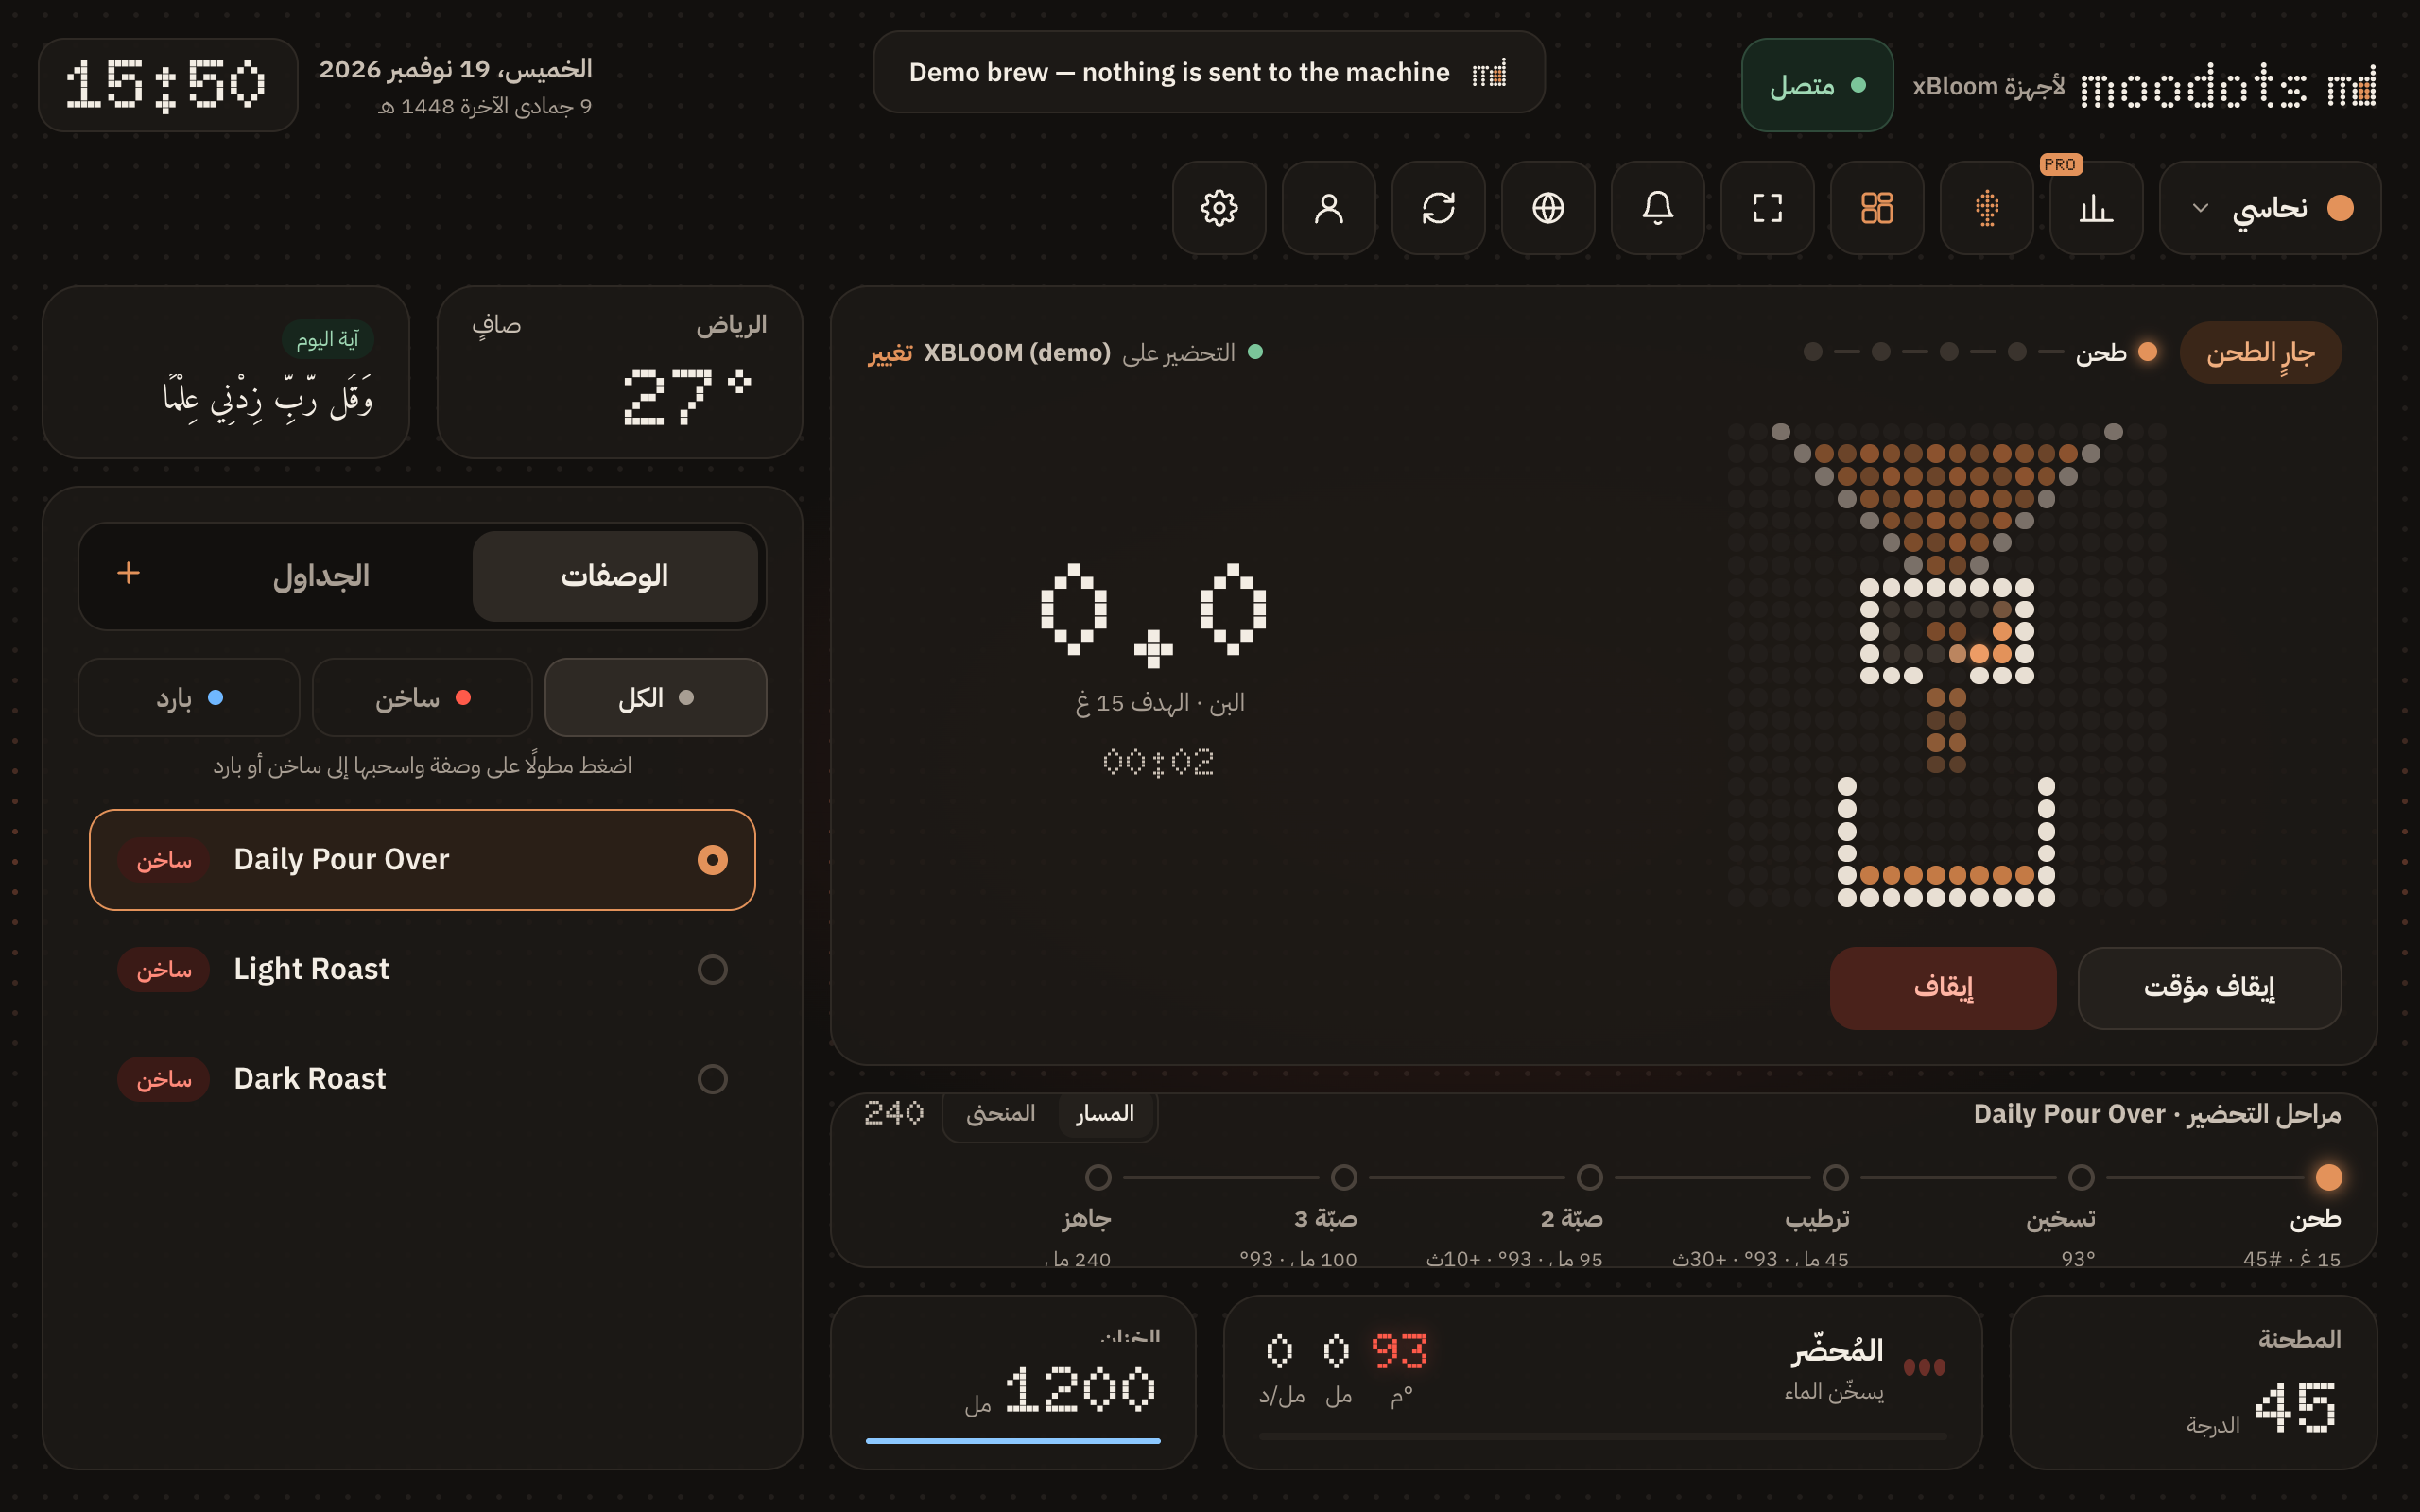 moodots
لأجهزة xBloom
متصل
Demo brew — nothing is sent to the machine
الخميس، 19 نوفمبر 2026
9 جمادى الآخرة 1448 هـ
15:50
نحاسي
PRO
جارٍ الطحن
طحن
التحضير على XBLOOM (demo) تغيير
0.0
البن · الهدف 15 غ
00:02
إيقاف مؤقت
إيقاف
الرياض
صافٍ
27°
آية اليوم
وَقُل رَّبِّ زِدْنِي عِلْمًا
الوصفات
الجداول
+
الكل
ساخن
بارد
اضغط مطولًا على وصفة واسحبها إلى ساخن أو بارد
Daily Pour Over
ساخن
Light Roast
ساخن
Dark Roast
ساخن
مراحل التحضير · Daily Pour Over
المسار
المنحنى
240
طحن
15 غ · #45
تسخين
93°
ترطيب
45 مل · 93° · +30ث
صبّة 2
95 مل · 93° · +10ث
صبّة 3
100 مل · 93°
جاهز
240 مل
المطحنة
45 الدرجة
المُحضّر
يسخّن الماء
93 °م
0 مل
0 مل/د
الخزان
1200 مل